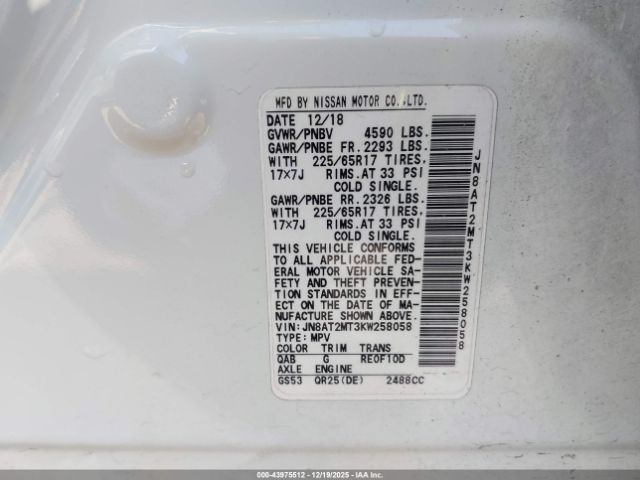 MFD BY NISSAN MOTOR CO.,LTD.
DATE 12/18
GVWR/PNBV 4590 LBS.
GAWR/PNBE FR. 2293 LBS.
WITH 225/65R17 TIRES,
17×7J RIMS.AT 33 PSI
COLD SINGLE.
GAWR/PNBE RR. 2326 LBS.
WITH 225/65R17 TIRES,
17×7J RIMS.AT 33 PSI
COLD SINGLE.
THIS VEHICLE CONFORMS
TO ALL APPLICABLE FED-
ERAL MOTOR VEHICLE SA-
FETY AND THEFT PREVEN-
TION STANDARDS IN EFF-
ECT ON THE DATE OF MA-
NUFACTURE SHOWN ABOVE.
VIN:JN8AT2MT3KW258058
TYPE:MPV
COLOR TRIM TRANS
QAB G RE0F10D
AXLE ENGINE
GS53 QR25(DE) 2488CC
JN8AT2MT3KW258058
000-43975512 - 12/19/2025 - IAA Inc.